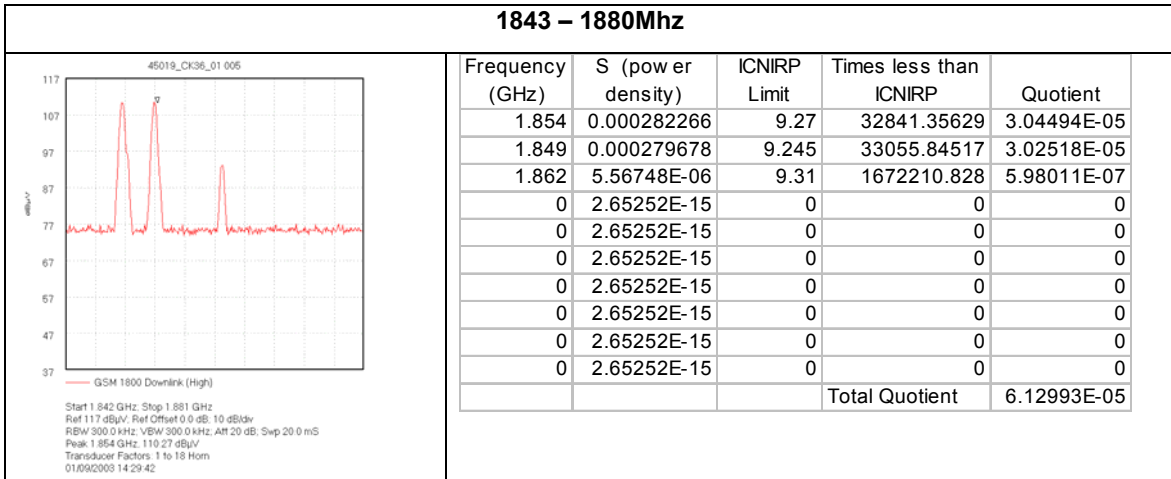 1843 – 1880Mhz
45019_CK36_01 005
117
107
97
87
77
67
57
47
37
dBµV
GSM 1800 Downlink (High)
Start 1.842 GHz; Stop 1.881 GHz
Ref 117 dBµV; Ref Offset 0.0 dB; 10 dB/div
RBW 300.0 kHz; VBW 300.0 kHz; Att 20 dB; Swp 20.0 mS
Peak 1.854 GHz, 110.27 dBµV
Transducer Factors: 1 to 18 Horn
01/09/2003 14:29:42
Frequency (GHz) S (power density) ICNIRP Limit Times less than ICNIRP Quotient
1.854 0.000282266 9.27 32841.35629 3.04494E-05
1.849 0.000279678 9.245 33055.84517 3.02518E-05
1.862 5.56748E-06 9.31 1672210.828 5.98011E-07
0 2.65252E-15 0 0 0
0 2.65252E-15 0 0 0
0 2.65252E-15 0 0 0
0 2.65252E-15 0 0 0
0 2.65252E-15 0 0 0
0 2.65252E-15 0 0 0
0 2.65252E-15 0 0 0
Total Quotient 6.12993E-05